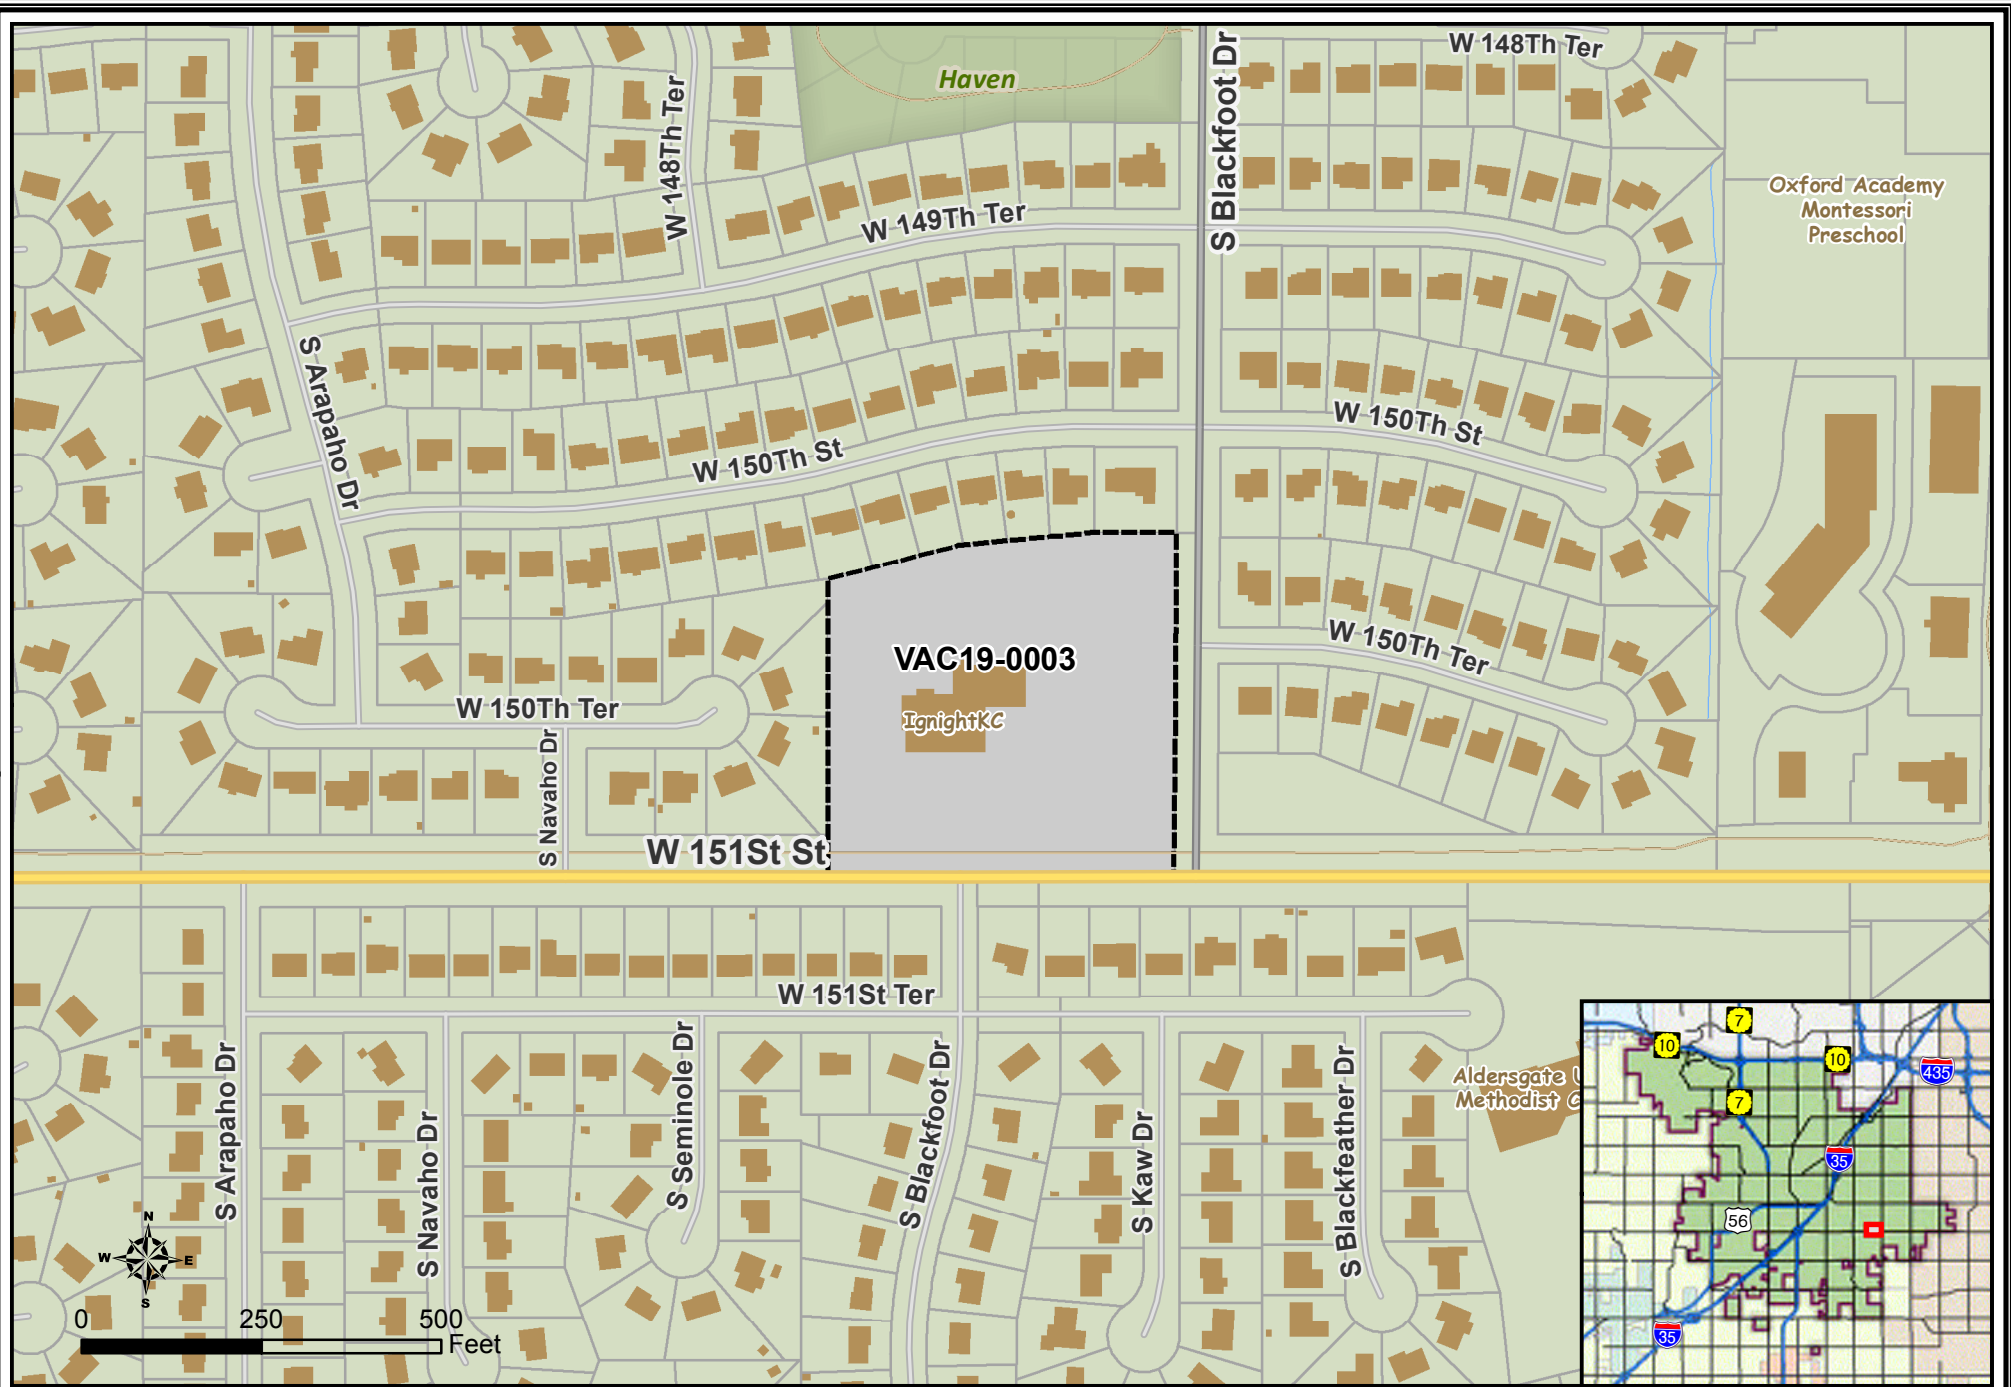 W 148Th Ter
Haven
S Blackfoot Dr
W 148Th Ter
Oxford Academy
Montessori
Preschool
W 149Th Ter
S Arapaho Dr
W 150Th St
W 150Th St
VAC19-0003
W 150Th Ter
IgnightKC
W 150Th Ter
S Navaho Dr
W 151St St
W 151St Ter
S Arapaho Dr
S Navaho Dr
S Seminole Dr
S Blackfoot Dr
S Kaw Dr
S Blackfeather Dr
Aldersgate U
Methodist C
7
10
10
435
7
35
56
35
N
W E
S
0 250 500
Feet